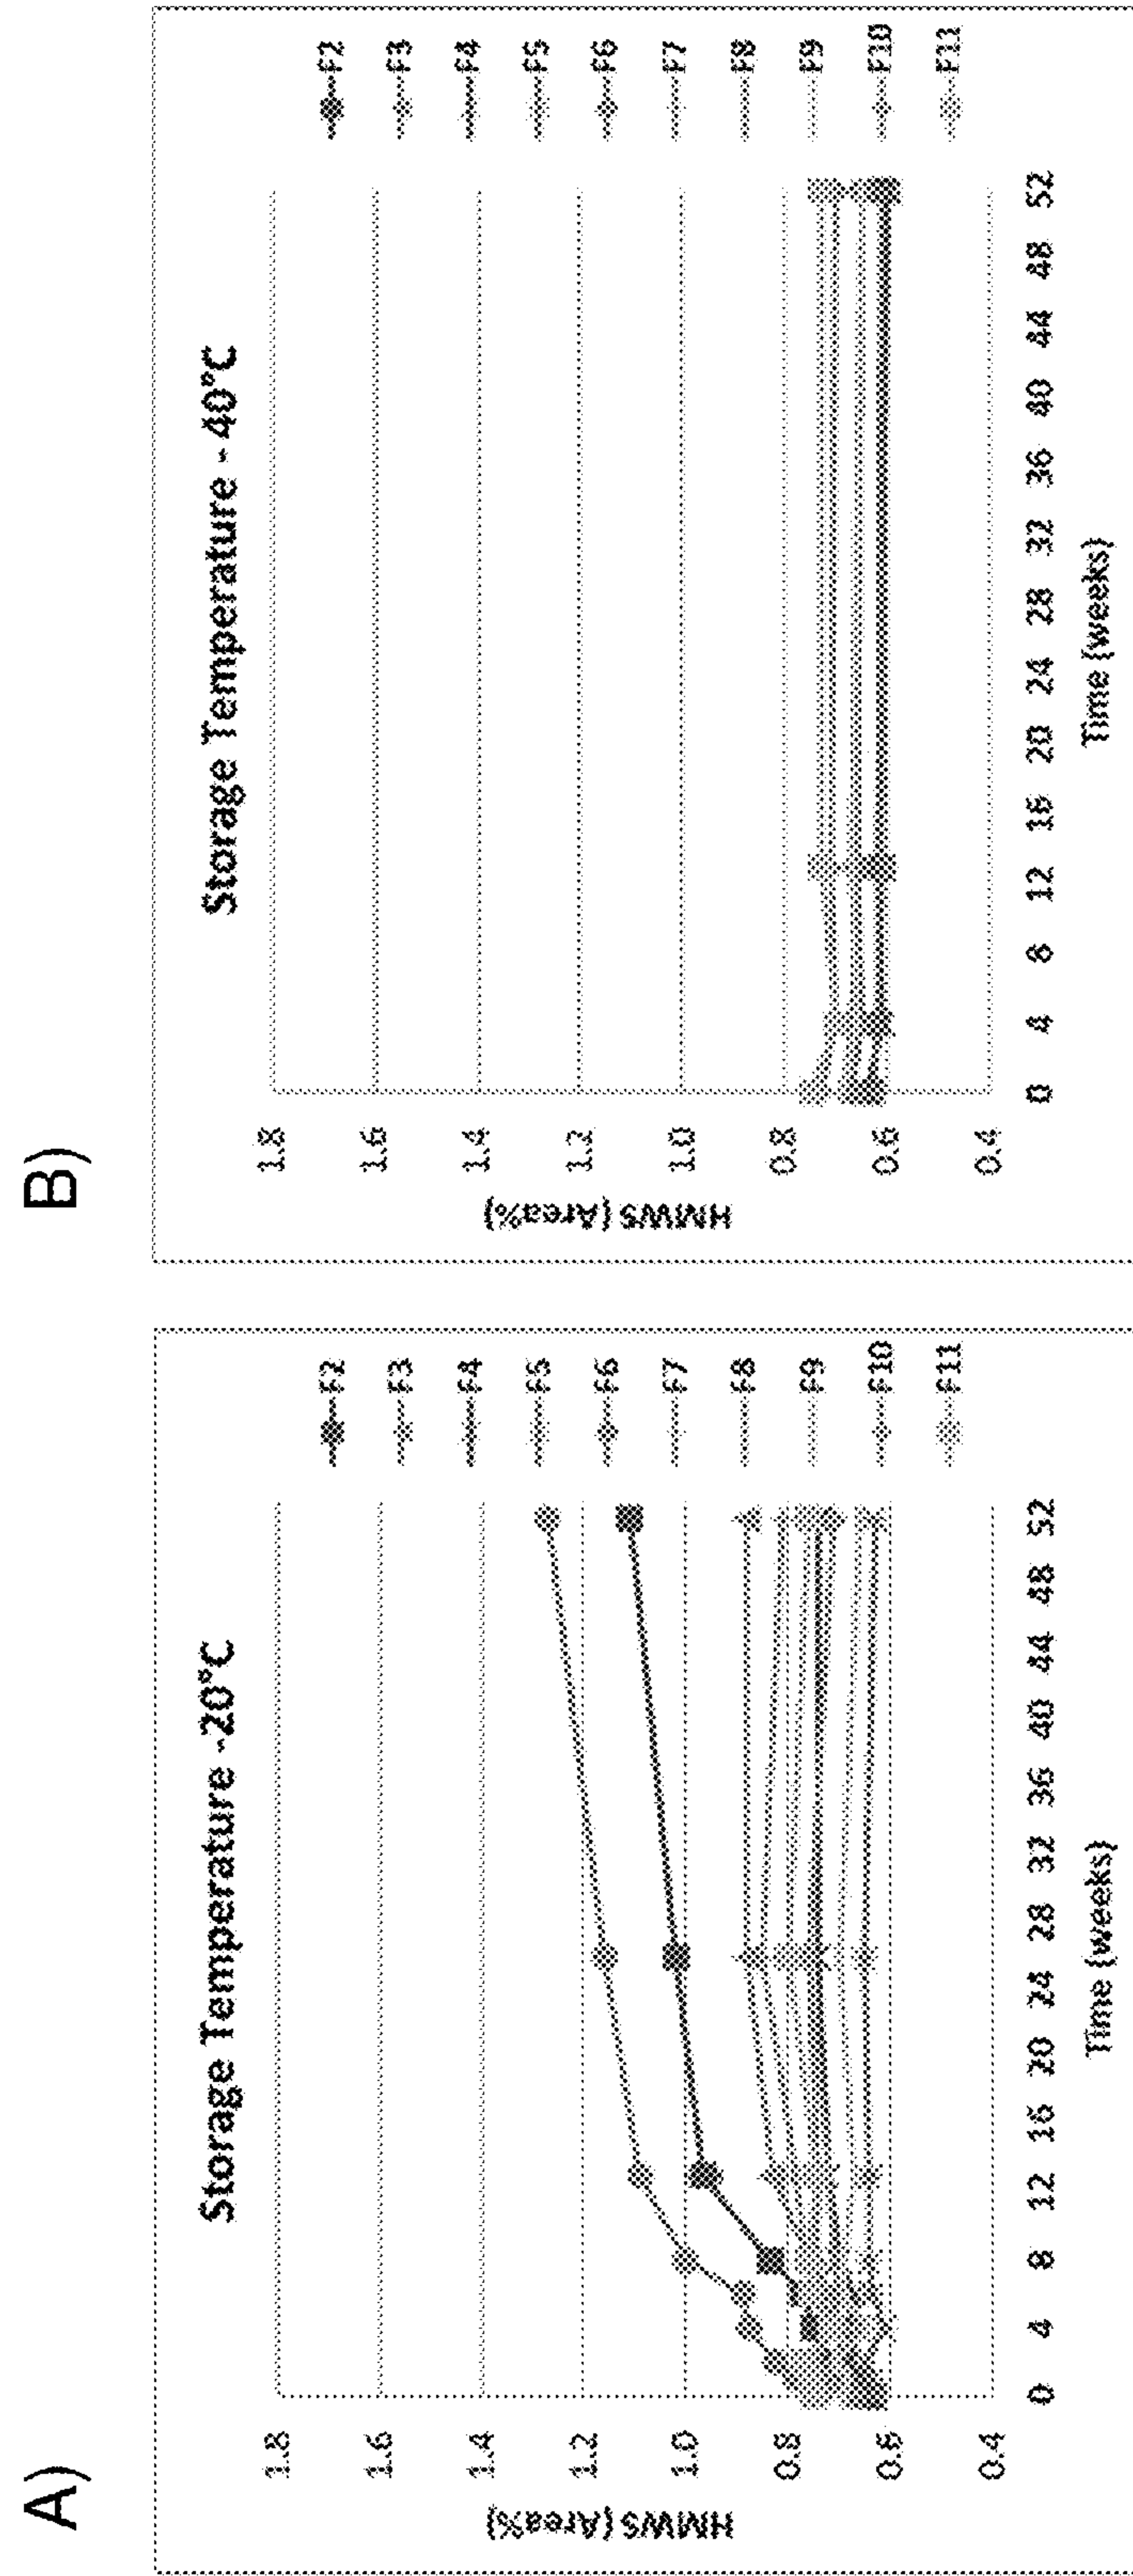 A)
Storage Temperature -20°C
HMWS (Area%)
1.8
1.6
1.4
1.2
1.0
0.8
0.6
0.4
0 4 8 12 16 20 24 28 32 36 40 44 48 52
Time (weeks)
F2
F3
F4
F5
F6
F7
F8
F9
F10
F11
B)
Storage Temperature -40°C
HMWS (Area%)
1.8
1.6
1.4
1.2
1.0
0.8
0.6
0.4
0 4 8 12 16 20 24 28 32 36 40 44 48 52
Time (weeks)
F2
F3
F4
F5
F6
F7
F8
F9
F10
F11